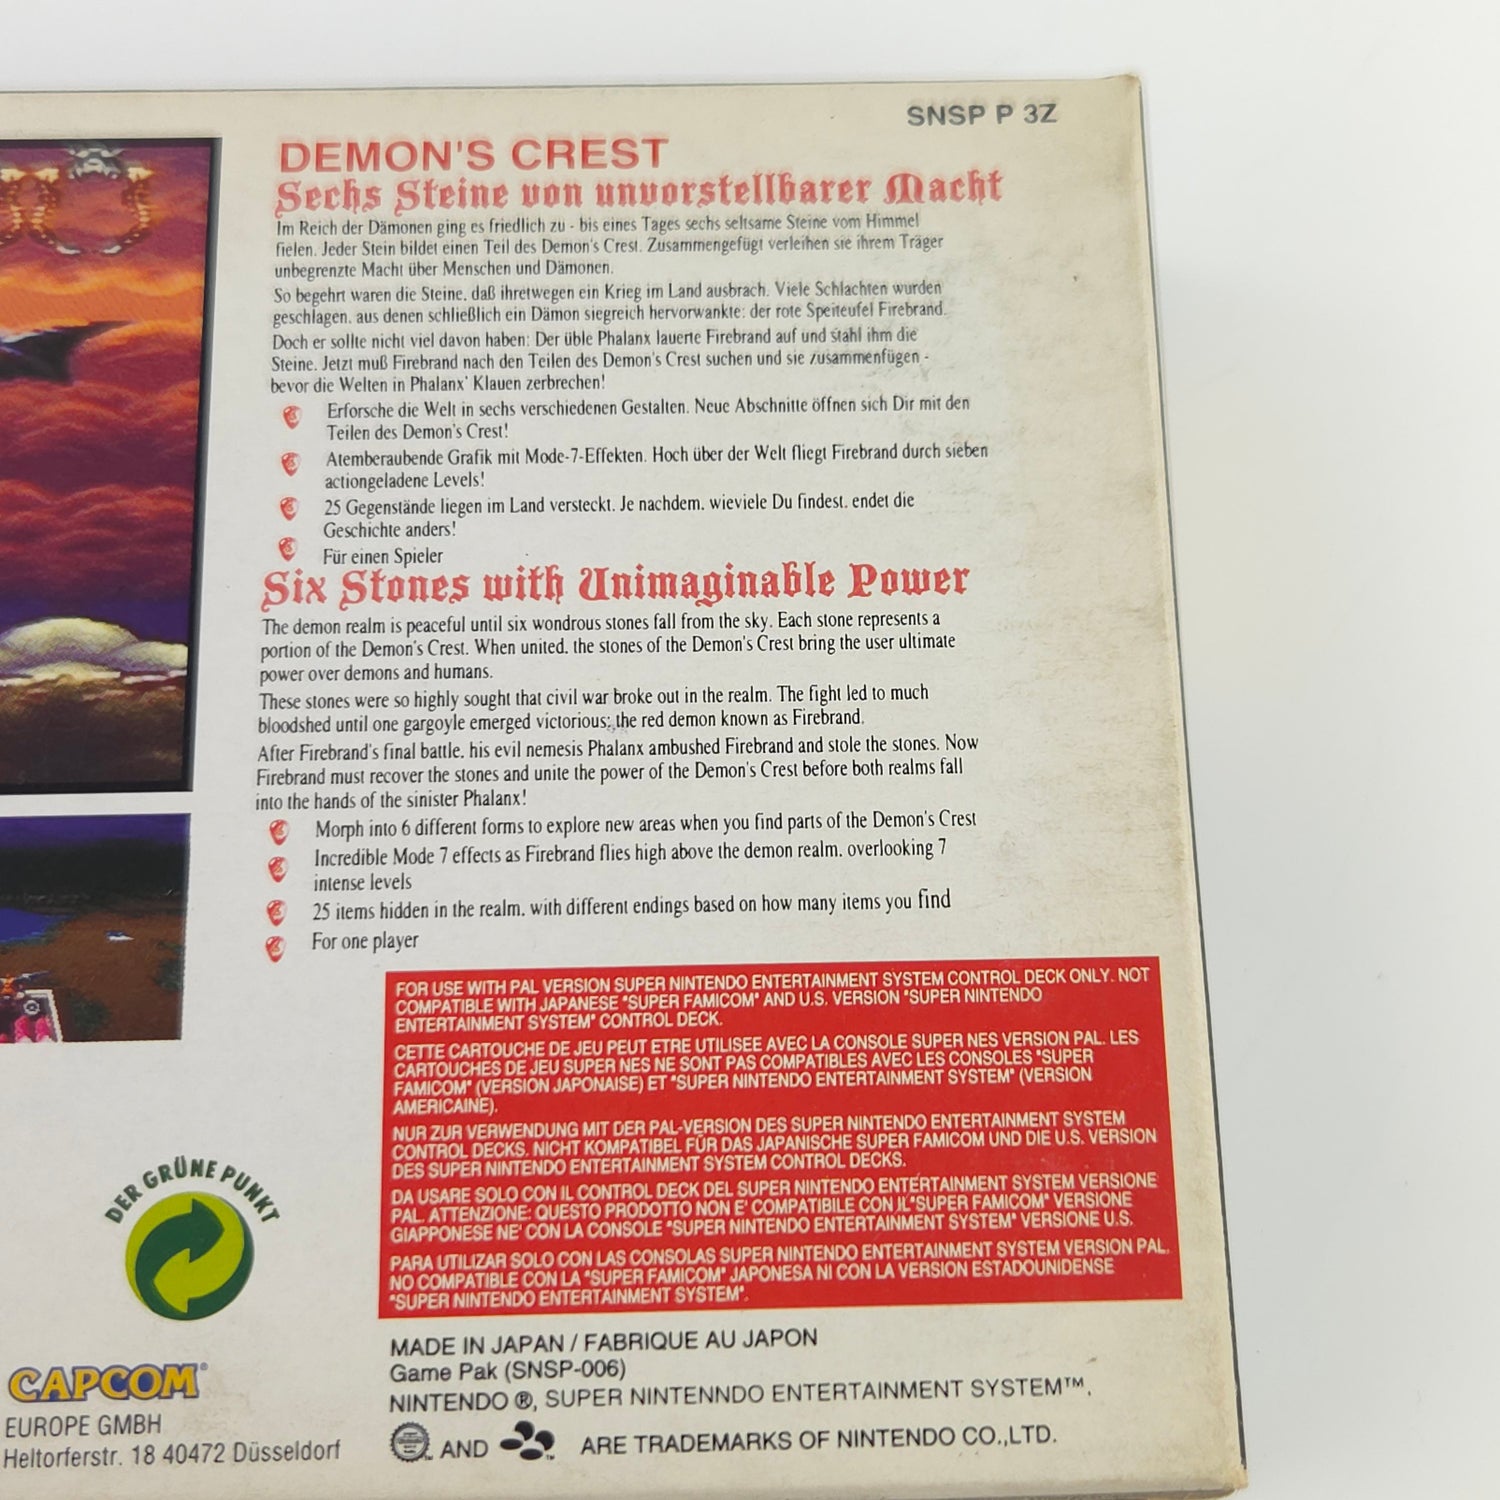 SNSP P 3Z
DEMON'S CREST
Sechs Steine von unvorstellbarer Macht
Im Reich der Dämonen ging es friedlich zu - bis eines Tages sechs seltsame Steine vom Himmel
fielen. Jeder Stein bildet einen Teil des Demon's Crest. Zusammengefügt verleihen sie ihrem Träger
unbegrenzte Macht über Menschen und Dämonen.
So begehrt waren die Steine, daß ihretwegen ein Krieg im Land ausbrach. Viele Schlachten wurden
geschlagen, aus denen schließlich ein Dämon siegreich hervorwankte: der rote Speiteufel Firebrand.
Doch er sollte nicht viel davon haben: Der üble Phalanx lauerte Firebrand auf und stahl ihm die
Steine. Jetzt muß Firebrand nach den Teilen des Demon's Crest suchen und sie zusammenfügen -
bevor die Welten in Phalanx' Klauen zerbrechen!
Erforsche die Welt in sechs verschiedenen Gestalten. Neue Abschnitte öffnen sich Dir mit den
Teilen des Demon's Crest!
Atemberaubende Grafik mit Mode-7-Effekten. Hoch über der Welt fliegt Firebrand durch sieben
actiongeladene Levels!
25 Gegenstände liegen im Land versteckt. Je nachdem, wieviele Du findest, endet die
Geschichte anders!
Für einen Spieler
Six Stones with Unimaginable Power
The demon realm is peaceful until six wondrous stones fall from the sky. Each stone represents a
portion of the Demon's Crest. When united, the stones of the Demon's Crest bring the user ultimate
power over demons and humans.
These stones were so highly sought that civil war broke out in the realm. The fight led to much
bloodshed until one gargoyle emerged victorious: the red demon known as Firebrand.
After Firebrand's final battle, his evil nemesis Phalanx ambushed Firebrand and stole the stones. Now
Firebrand must recover the stones and unite the power of the Demon's Crest before both realms fall
into the hands of the sinister Phalanx!
Morph into 6 different forms to explore new areas when you find parts of the Demon's Crest
Incredible Mode 7 effects as Firebrand flies high above the demon realm, overlooking 7
intense levels
25 items hidden in the realm, with different endings based on how many items you find
For one player
FOR USE WITH PAL VERSION SUPER NINTENDO ENTERTAINMENT SYSTEM CONTROL DECK ONLY. NOT
COMPATIBLE WITH JAPANESE "SUPER FAMICOM" AND U.S. VERSION "SUPER NINTENDO
ENTERTAINMENT SYSTEM" CONTROL DECK.
CETTE CARTOUCHE DE JEU PEUT ETRE UTILISEE AVEC LA CONSOLE SUPER NES VERSION PAL. LES
CARTOUCHES DE JEU SUPER NES NE SONT PAS COMPATIBLES AVEC LES CONSOLES "SUPER
FAMICOM" (VERSION JAPONAISE) ET "SUPER NINTENDO ENTERTAINMENT SYSTEM" (VERSION
AMERICAINE).
NUR ZUR VERWENDUNG MIT DER PAL-VERSION DES SUPER NINTENDO ENTERTAINMENT SYSTEM
CONTROL DECKS. NICHT KOMPATIBEL FÜR DAS JAPANISCHE SUPER FAMICOM UND DIE U.S. VERSION
DES SUPER NINTENDO ENTERTAINMENT SYSTEM CONTROL DECKS.
DA USARE SOLO CON IL CONTROL DECK DEL SUPER NINTENDO ENTERTAINMENT SYSTEM VERSIONE
PAL. ATTENZIONE: QUESTO PRODOTTO NON E' COMPATIBILE CON IL "SUPER FAMICOM" VERSIONE
GIAPPONESE NE' CON LA CONSOLE "SUPER NINTENDO ENTERTAINMENT SYSTEM" VERSIONE U.S.
PARA UTILIZAR SOLO CON LAS CONSOLAS SUPER NINTENDO ENTERTAINMENT SYSTEM VERSION PAL.
NO COMPATIBLE CON LA "SUPER FAMICOM" JAPONESA NI CON LA VERSION ESTADOUNIDENSE
"SUPER NINTENDO ENTERTAINMENT SYSTEM".
DER GRÜNE PUNKT
CAPCOM®
EUROPE GMBH
Heltorferstr. 18 40472 Düsseldorf
MADE IN JAPAN / FABRIQUE AU JAPON
Game Pak (SNSP-006)
NINTENDO ®, SUPER NINTENNDO ENTERTAINMENT SYSTEM™,
AND ARE TRADEMARKS OF NINTENDO CO.,LTD.